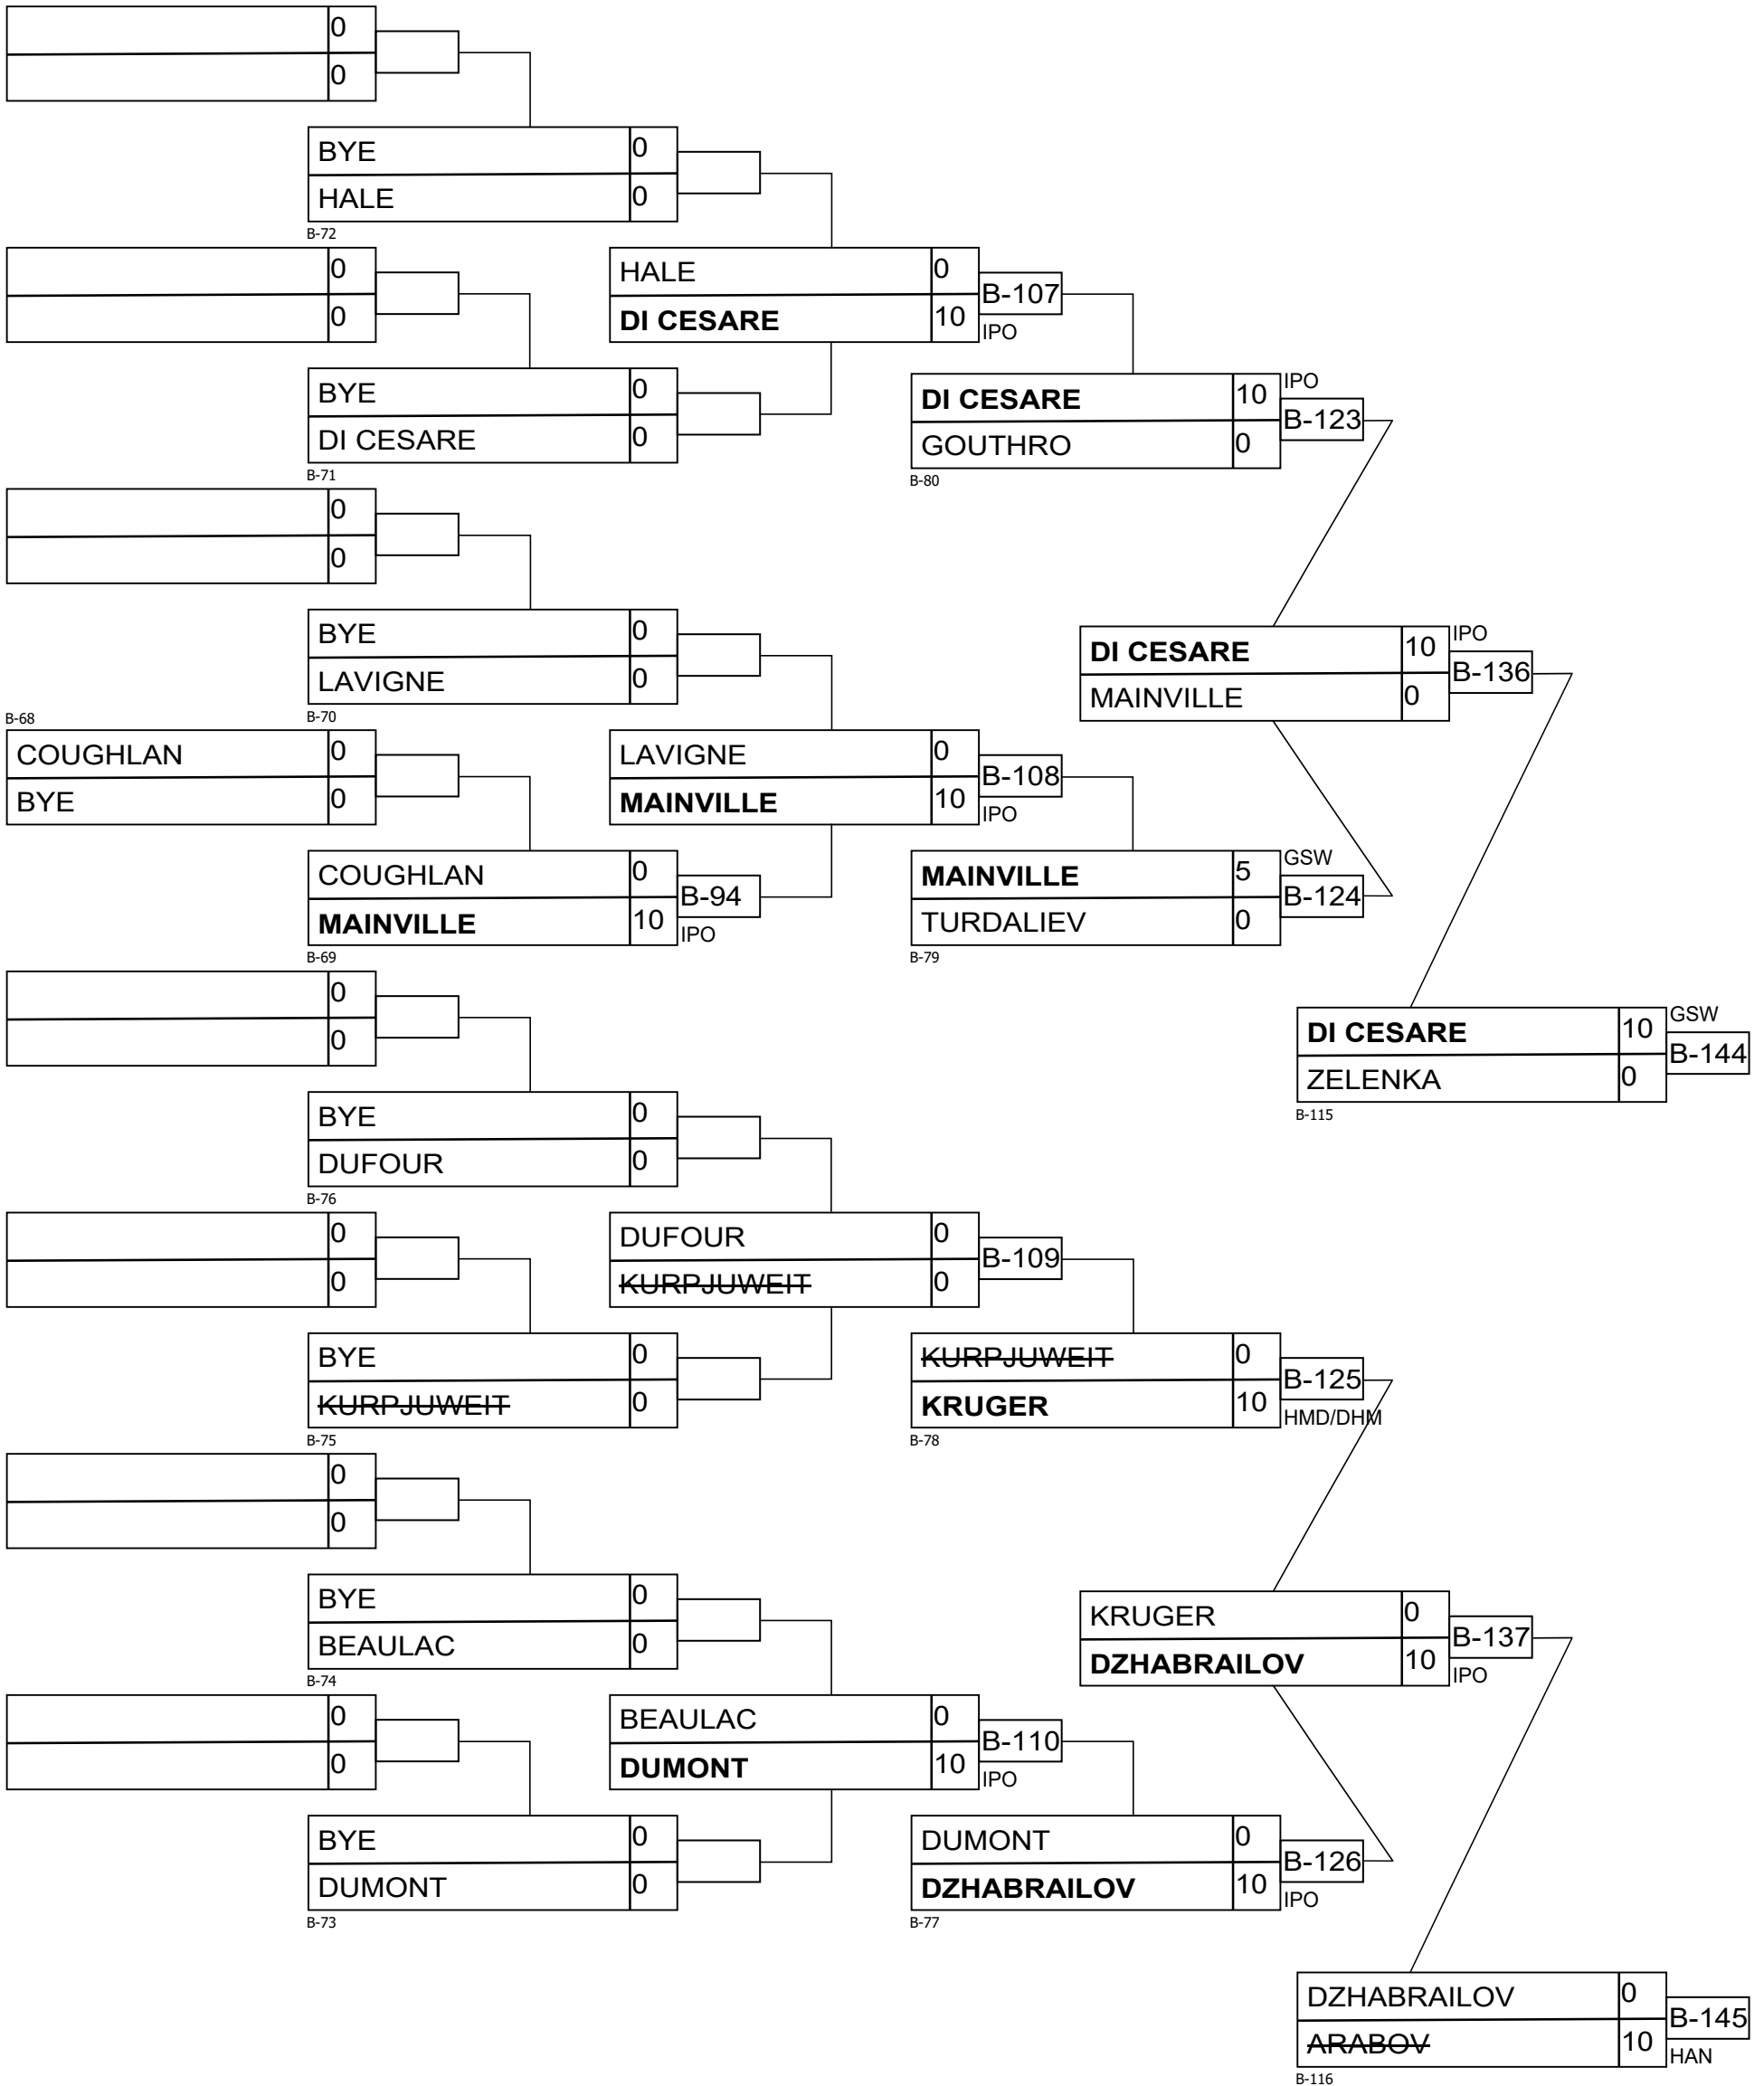 0
0
BYE 0
HALE 0
B-72
0
0
HALE 0
DI CESARE 10
B-107
IPO
BYE 0
DI CESARE 0
B-71
IPO
DI CESARE 10
GOUTHRO 0
B-123
B-80
0
0
BYE 0
LAVIGNE 0
B-70
IPO
DI CESARE 10
MAINVILLE 0
B-136
B-68
COUGHLAN 0
BYE 0
LAVIGNE 0
MAINVILLE 10
B-108
IPO
COUGHLAN 0
MAINVILLE 10
B-94
IPO
B-69
GSW
MAINVILLE 5
TURDALIEV 0
B-124
B-79
0
0
GSW
DI CESARE 10
ZELENKA 0
B-144
B-115
BYE 0
DUFOUR 0
B-76
0
0
DUFOUR 0
KURPJUWEIT 0
B-109
BYE 0
KURPJUWEIT 0
B-75
KURPJUWEIT 0
KRUGER 10
B-125
HMD/DHM
B-78
0
0
BYE 0
BEAULAC 0
B-74
KRUGER 0
DZHABRAILOV 10
B-137
IPO
0
0
BEAULAC 0
DUMONT 10
B-110
IPO
BYE 0
DUMONT 0
B-73
DUMONT 0
DZHABRAILOV 10
B-126
IPO
B-77
DZHABRAILOV 0
ARABOV 10
B-145
HAN
B-116